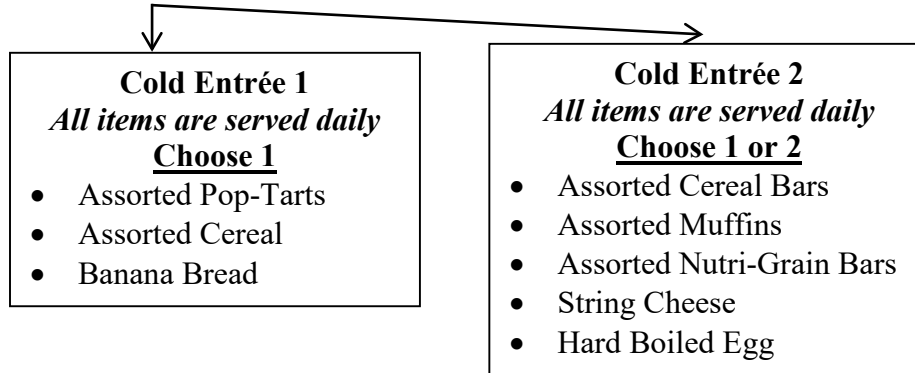 Cold Entrée 1
All items are served daily
Choose 1
• Assorted Pop-Tarts
• Assorted Cereal
• Banana Bread
Cold Entrée 2
All items are served daily
Choose 1 or 2
• Assorted Cereal Bars
• Assorted Muffins
• Assorted Nutri-Grain Bars
• String Cheese
• Hard Boiled Egg